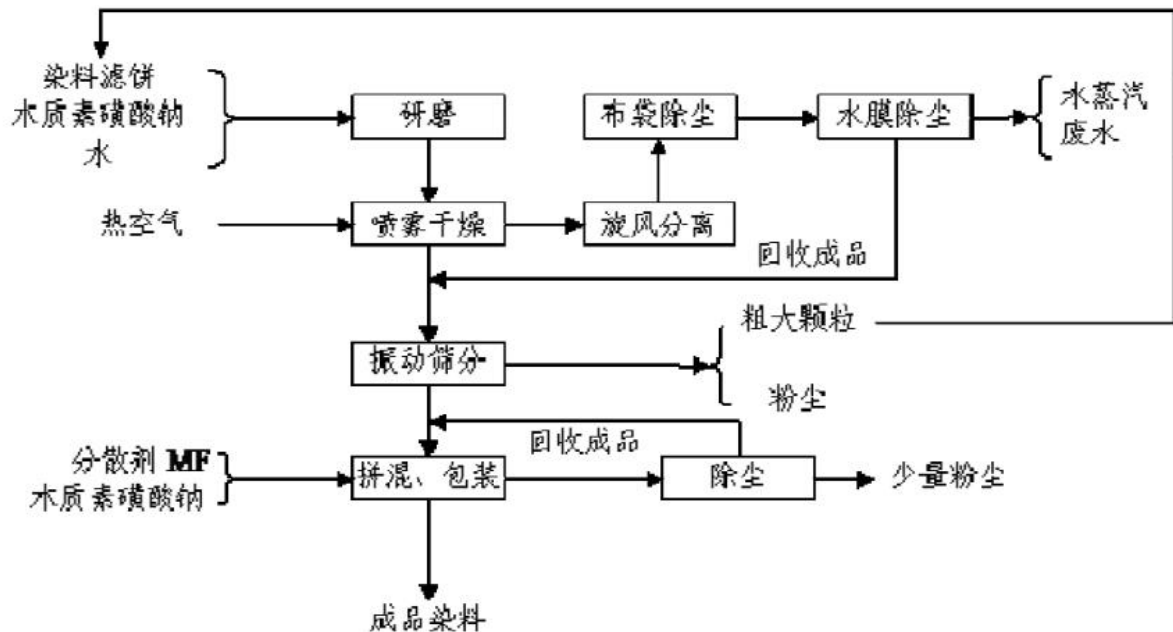 染料滤饼
木质素磺酸钠
水
研磨
布袋除尘
水膜除尘
水蒸汽
废水
热空气
喷雾干燥
旋风分离
回收成品
粗大颗粒
振动筛分
粉尘
回收成品
分散剂 MF
木质素磺酸钠
拼混、包装
除尘
少量粉尘
成品染料